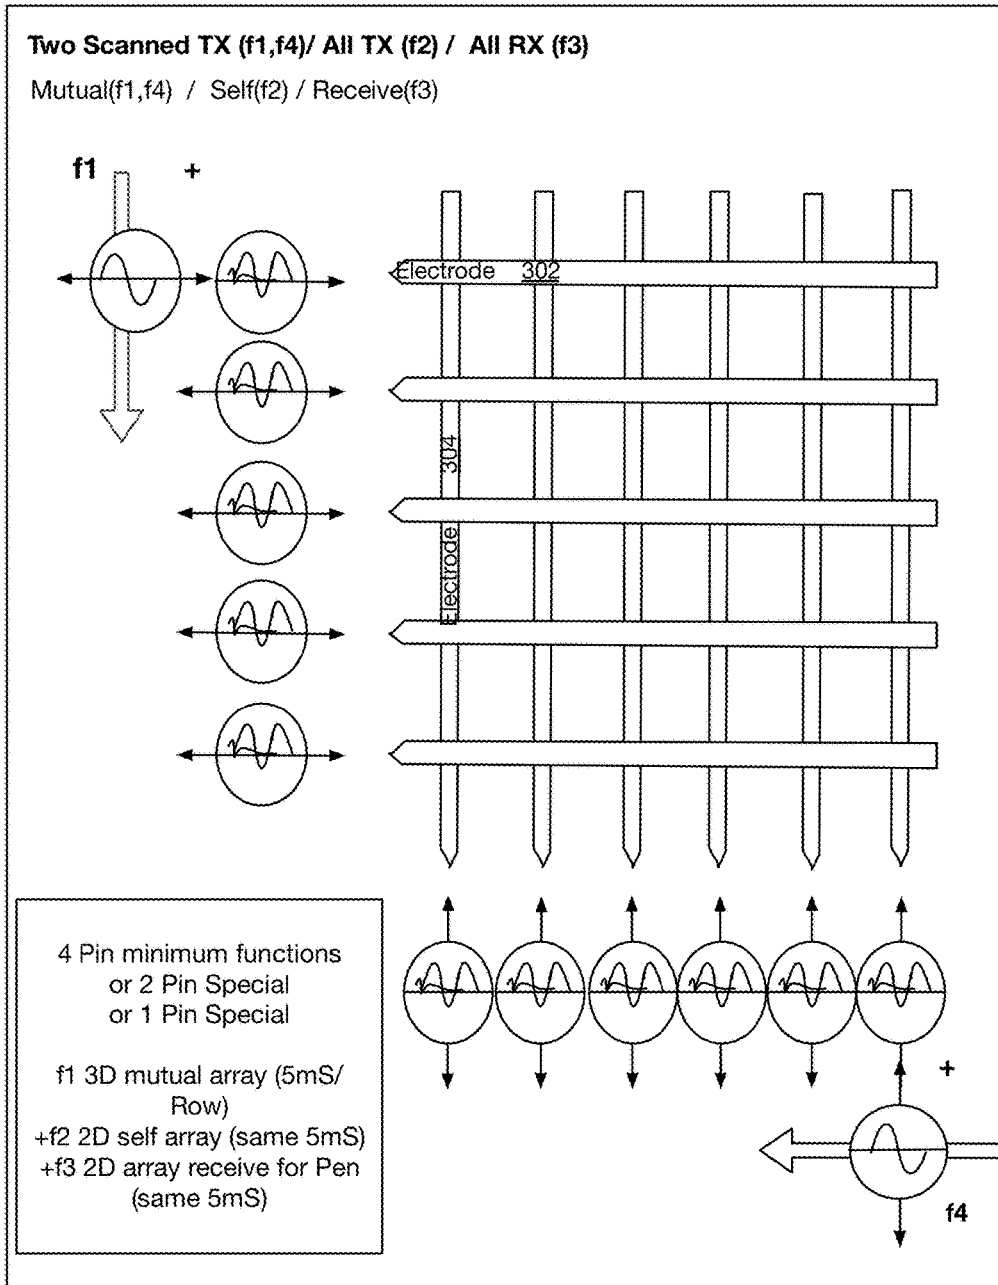 Two Scanned TX (f1,f4)/ All TX (f2) / All RX (f3)
Mutual(f1,f4) / Self(f2) / Receive(f3)
f1 +
Electrode 302
Electrode 304
4 Pin minimum functions
or 2 Pin Special
or 1 Pin Special
f1 3D mutual array (5mS/
Row)
+f2 2D self array (same 5mS)
+f3 2D array receive for Pen
(same 5mS)
+
f4